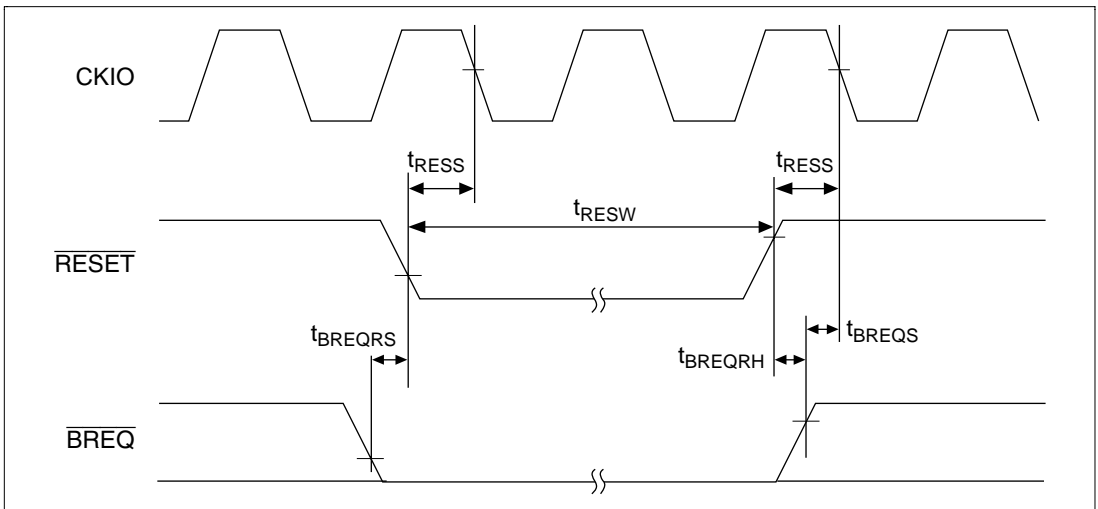 CKIO
tRESS
tRESS
tRESW
RESET
tBREQRS
tBREQS
tBREQRH
BREQ